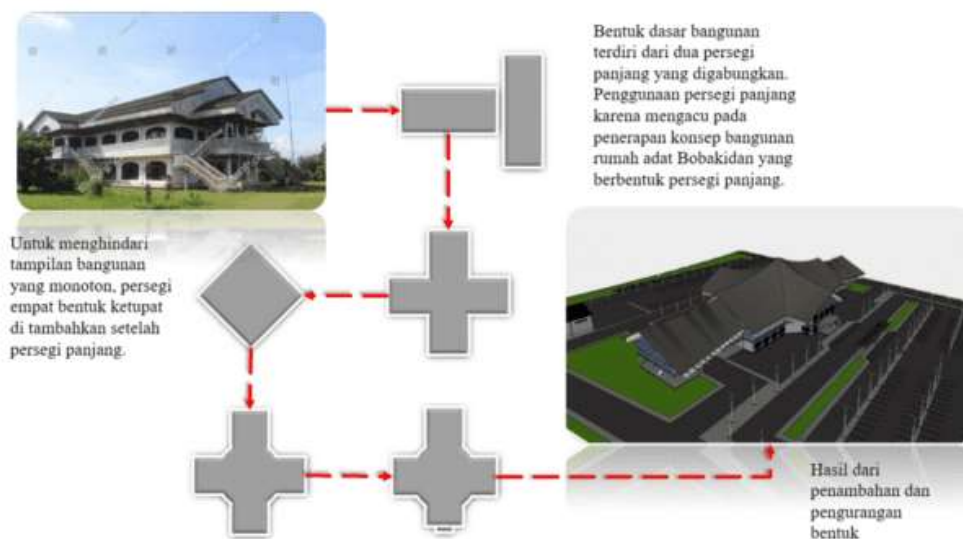 Bentuk dasar bangunan
terdiri dari dua persegi
panjang yang digabungkan.
Penggunaan persegi panjang
karena mengacu pada
penerapan konsep bangunan
rumah adat Bobakidan yang
berbentuk persegi panjang.
Untuk menghindari
tampilan bangunan
yang monoton, persegi
empat bentuk ketupat
di tambahkan setelah
persegi panjang.
Hasil dari
penambahan dan
pengurangan
bentuk